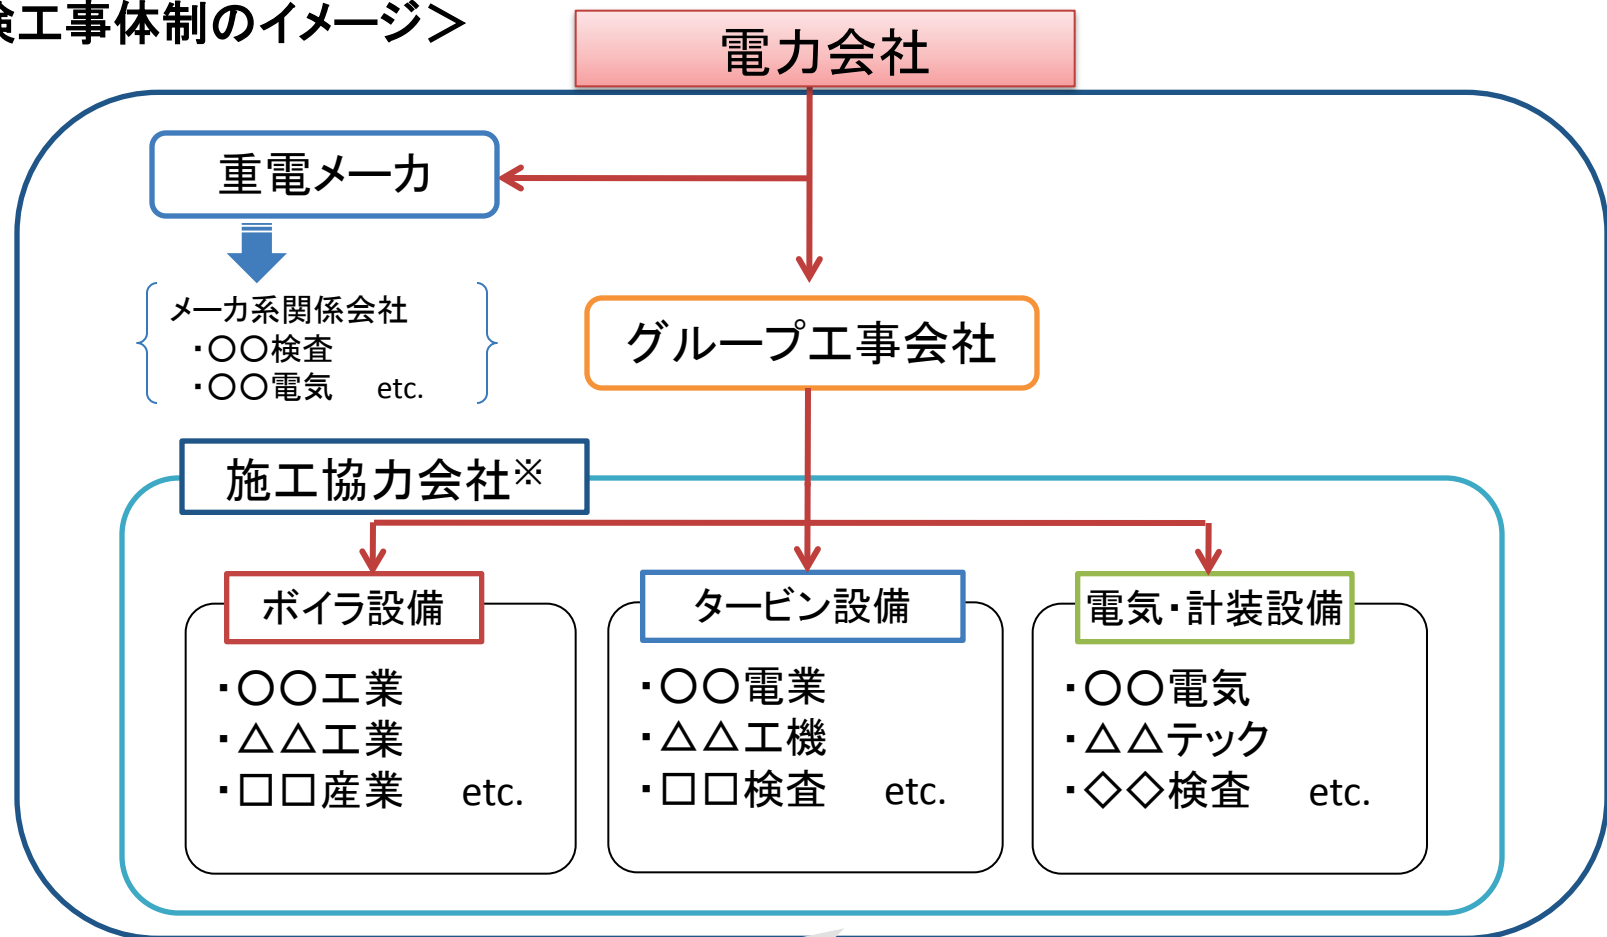 検工事体制のイメージ＞
電力会社
重電メーカ
メーカ系関係会社
・〇〇検査
・〇〇電気 etc.
グループ工事会社
施工協力会社※
ボイラ設備
・〇〇工業
・△△工業
・□□産業 etc.
タービン設備
・〇〇電業
・△△工機
・□□検査 etc.
電気・計装設備
・〇〇電気
・△△テック
・◇◇検査 etc.